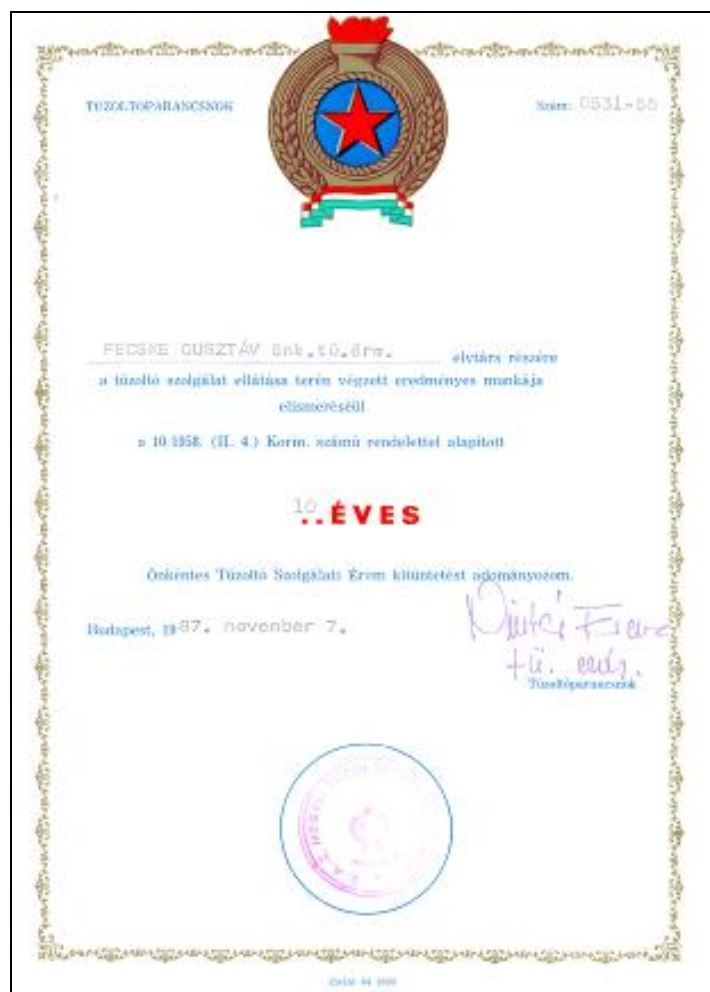 TŰZOLTÓPARANCSNOK
Szám: 0531-55
FECSKE GUSZTÁV önk.tű.őrm. elvtárs részére
a tűzoltó szolgálat ellátása terén végzett eredményes munkája
elismeréséül
a 10/1958. (II. 4.) Korm. számú rendelettel alapított
10 ..ÉVES
Önkéntes Tűzoltó Szolgálati Érem kitüntetést adományozom.
Budapest, 1987. november 7.
tű.
Tűzoltóparancsnok
MEGYEI